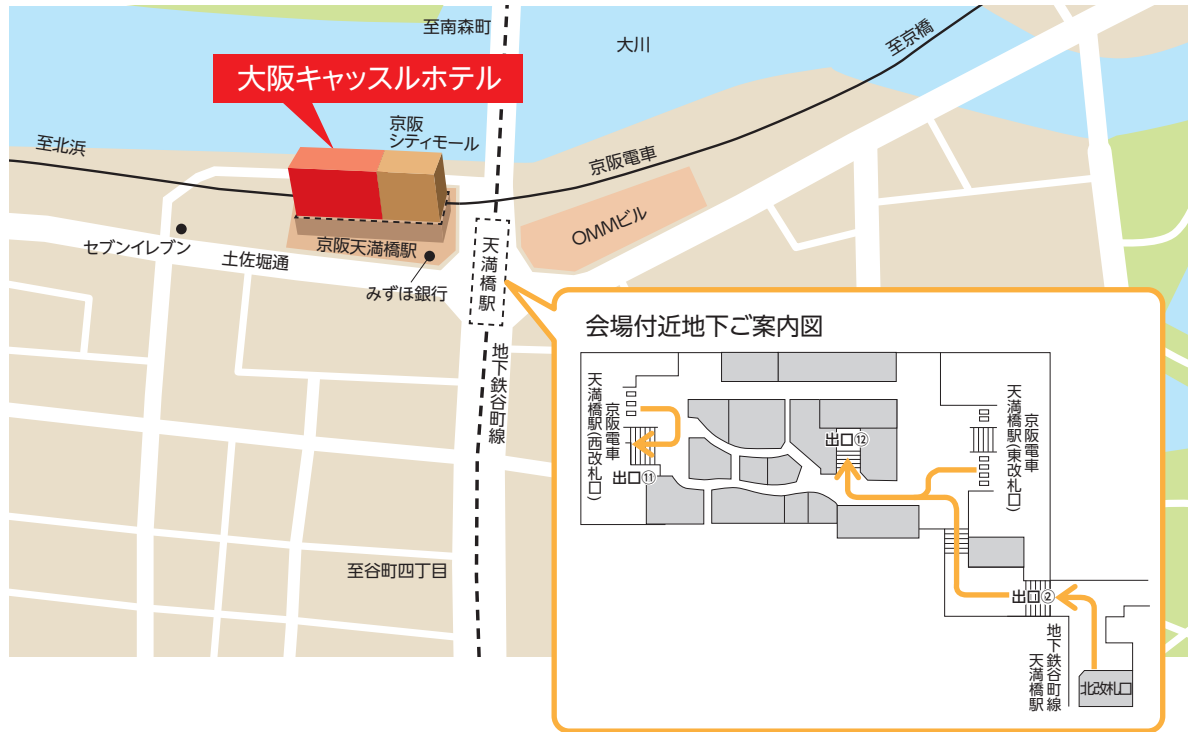 至南森町
大川
至京橋
大阪キャッスルホテル
京阪
シティモール
至北浜
京阪電車
OMMビル
セブンイレブン
土佐堀通
京阪天満橋駅
みずほ銀行
天満橋駅
地下鉄谷町線
至谷町四丁目
会場付近地下ご案内図
京阪電車
天満橋駅(西改札口)
出口⑪
出口⑫
京阪電車
天満橋駅(東改札口)
出口②
地下鉄谷町線
天満橋駅
北改札口